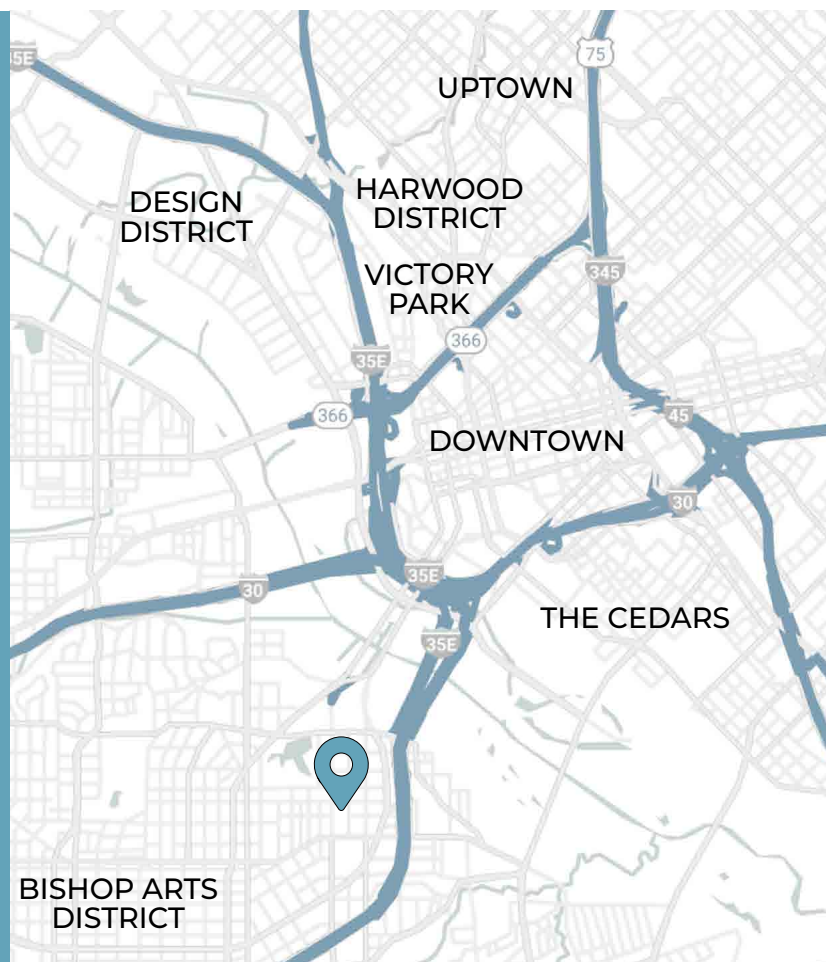 5E
75
UPTOWN
DESIGN
DISTRICT
HARWOOD
DISTRICT
VICTORY
PARK
345
366
35E
366
45
DOWNTOWN
30
35E
30
THE CEDARS
35E
BISHOP ARTS
DISTRICT